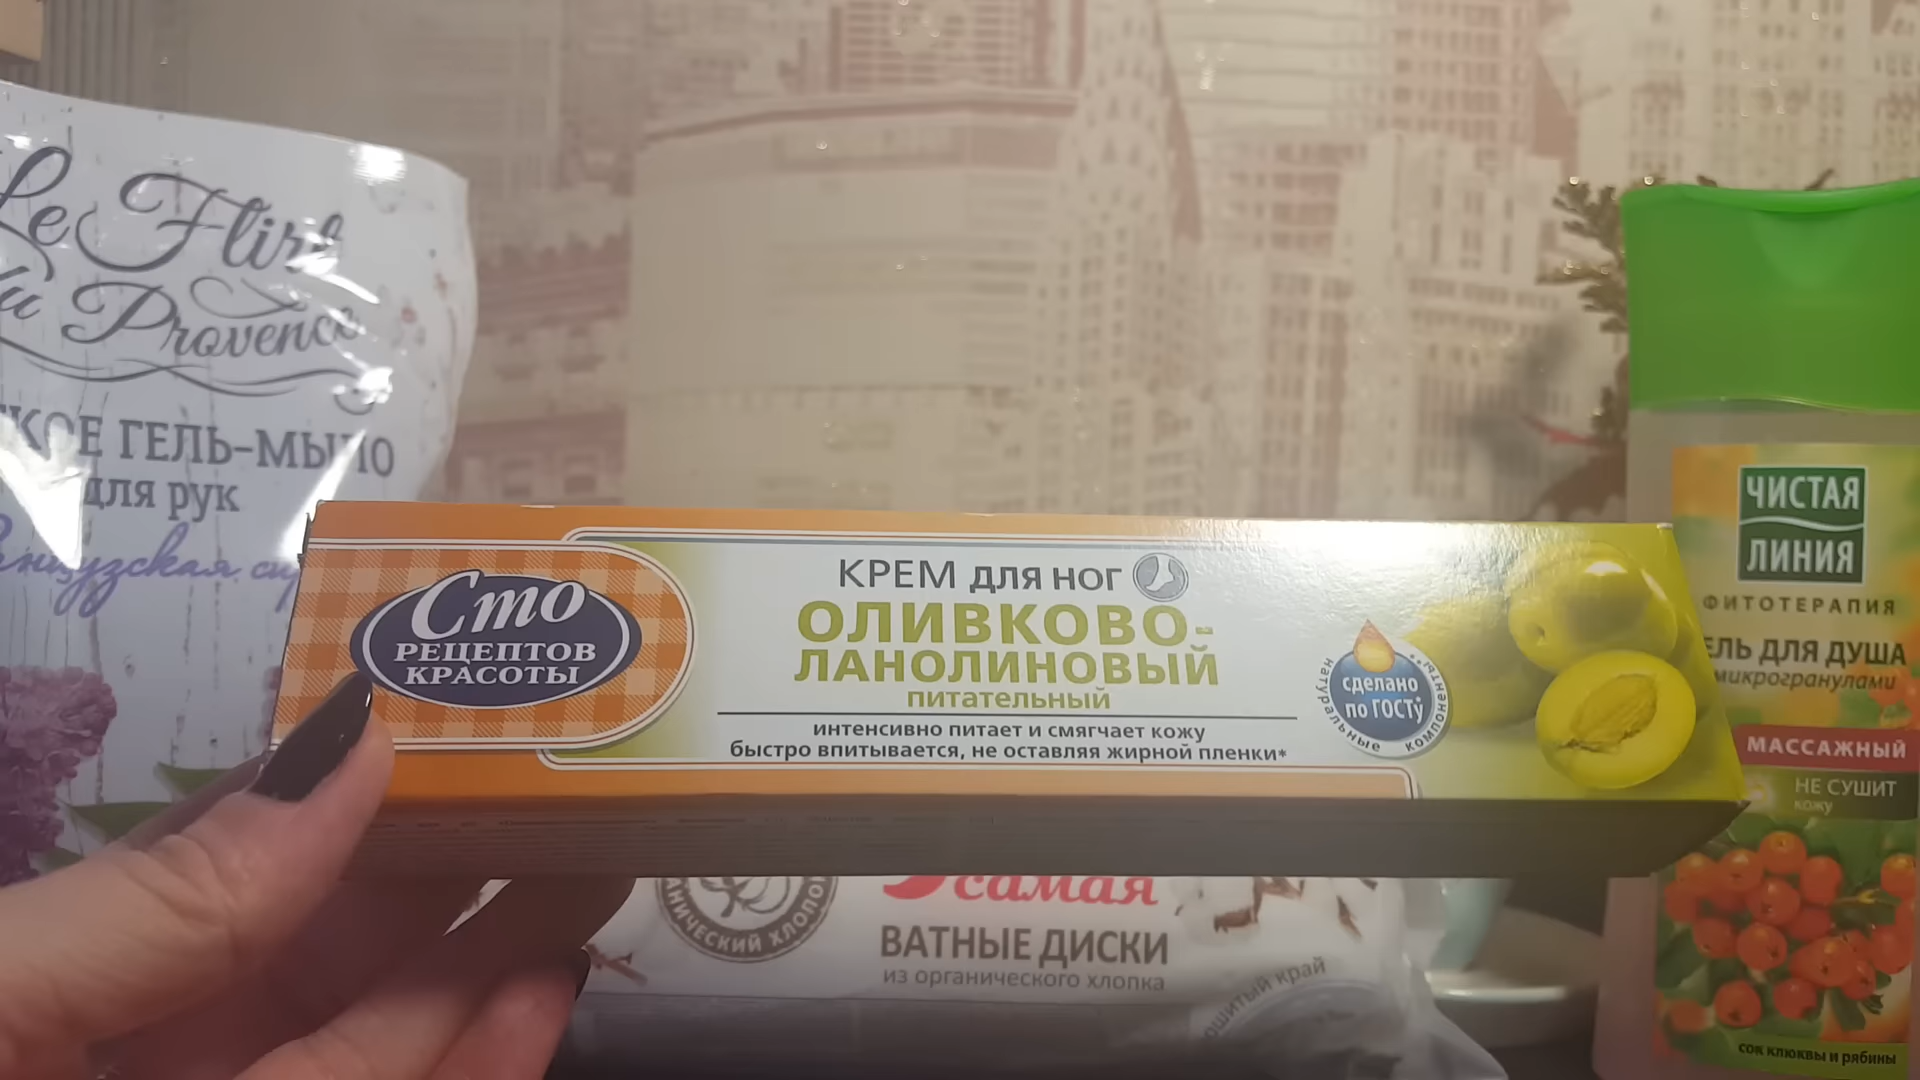 Le Flirt
Du Provence
ГЕЛЬ-МЫЛО
для рук
Сто
РЕЦЕПТОВ
КРАСОТЫ
КРЕМ ДЛЯ НОГ
ОЛИВКОВО-
ЛАНОЛИНОВЫЙ
питательный
интенсивно питает и смягчает кожу
быстро впитывается, не оставляя жирной пленки*
сделано
по ГОСТу
натуральные компоненты**
ЧИСТАЯ
ЛИНИЯ
ФИТОТЕРАПИЯ
ЕЛЬ ДЛЯ ДУША
микрогранулами
МАССАЖНЫЙ
НЕ СУШИТ
кожу
сок клюквы и рябины
самая
ВАТНЫЕ ДИСКИ
из органического хлопка
край